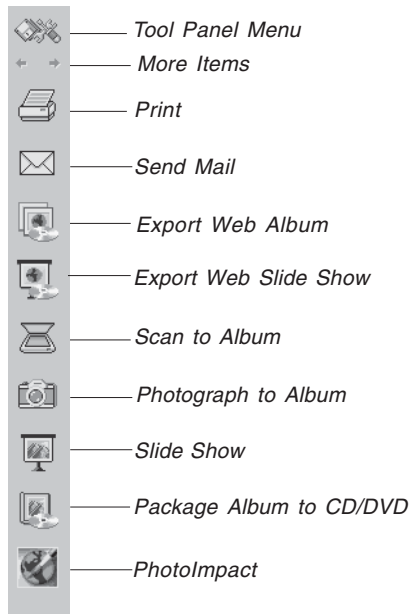 Tool Panel Menu
More Items
Print
Send Mail
Export Web Album
Export Web Slide Show
Scan to Album
Photograph to Album
Slide Show
Package Album to CD/DVD
PhotoImpact